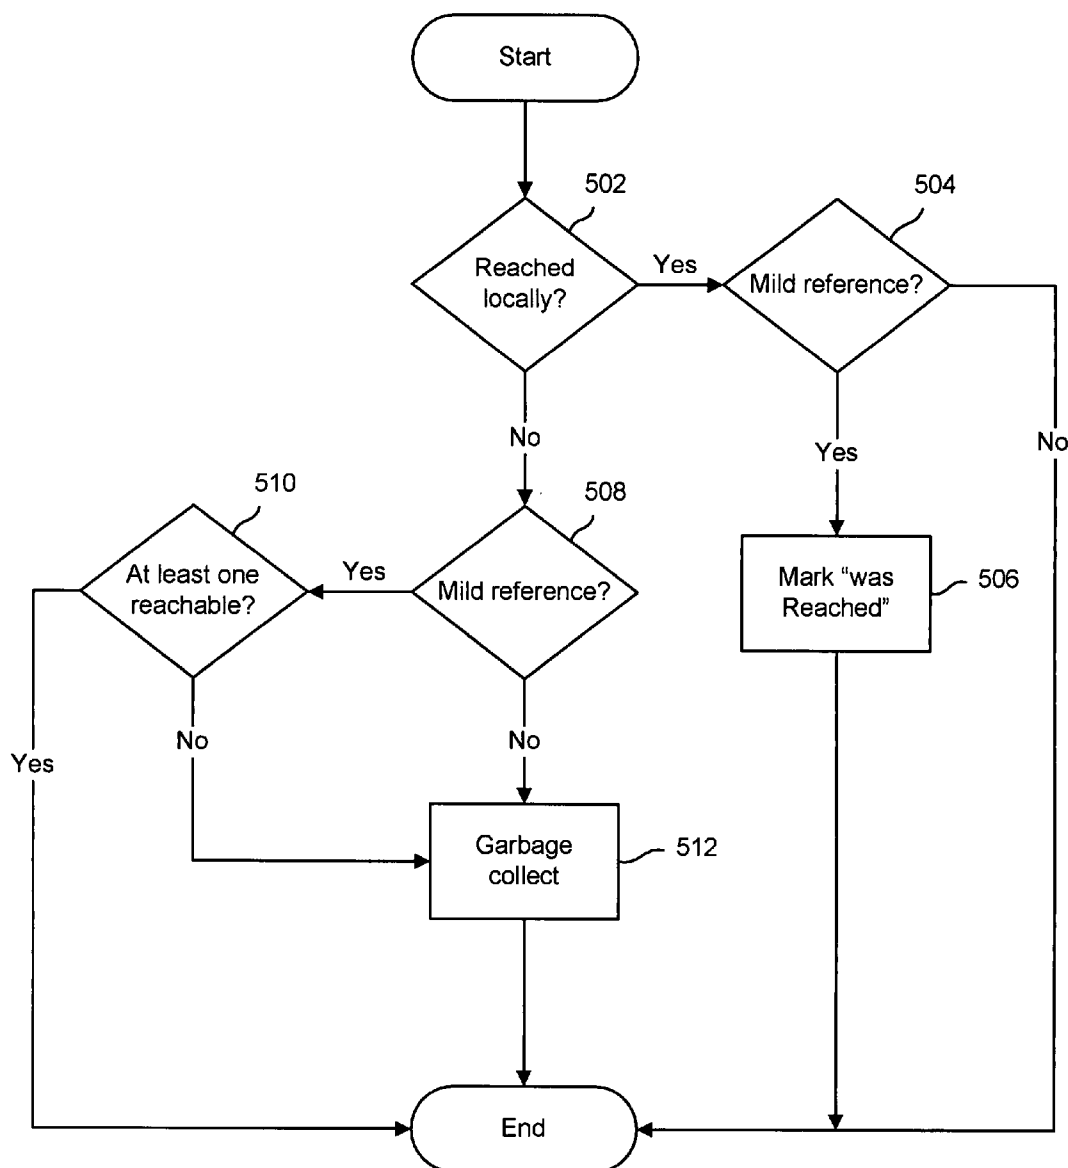 Start
502
504
Reached
locally?
Yes
Mild reference?
No
Yes
No
510
508
At least one
reachable?
Yes
Mild reference?
Mark “was
Reached”
506
No
No
Yes
Garbage
collect
512
End